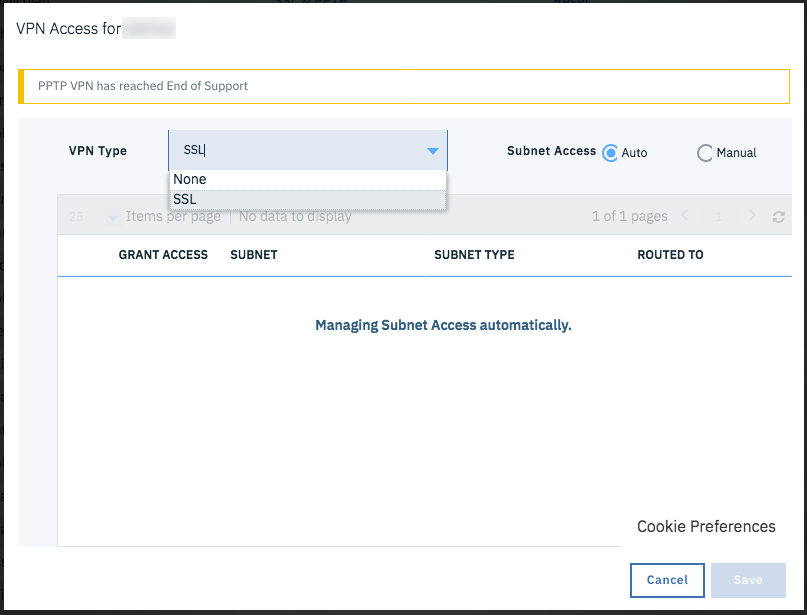 VPN Access for
PPTP VPN has reached End of Support
VPN Type SSL Subnet Access Auto Manual
None
SSL
25 Items per page No data to display 1 of 1 pages 1
GRANT ACCESS SUBNET SUBNET TYPE ROUTED TO
Managing Subnet Access automatically.
Cookie Preferences
Cancel Save